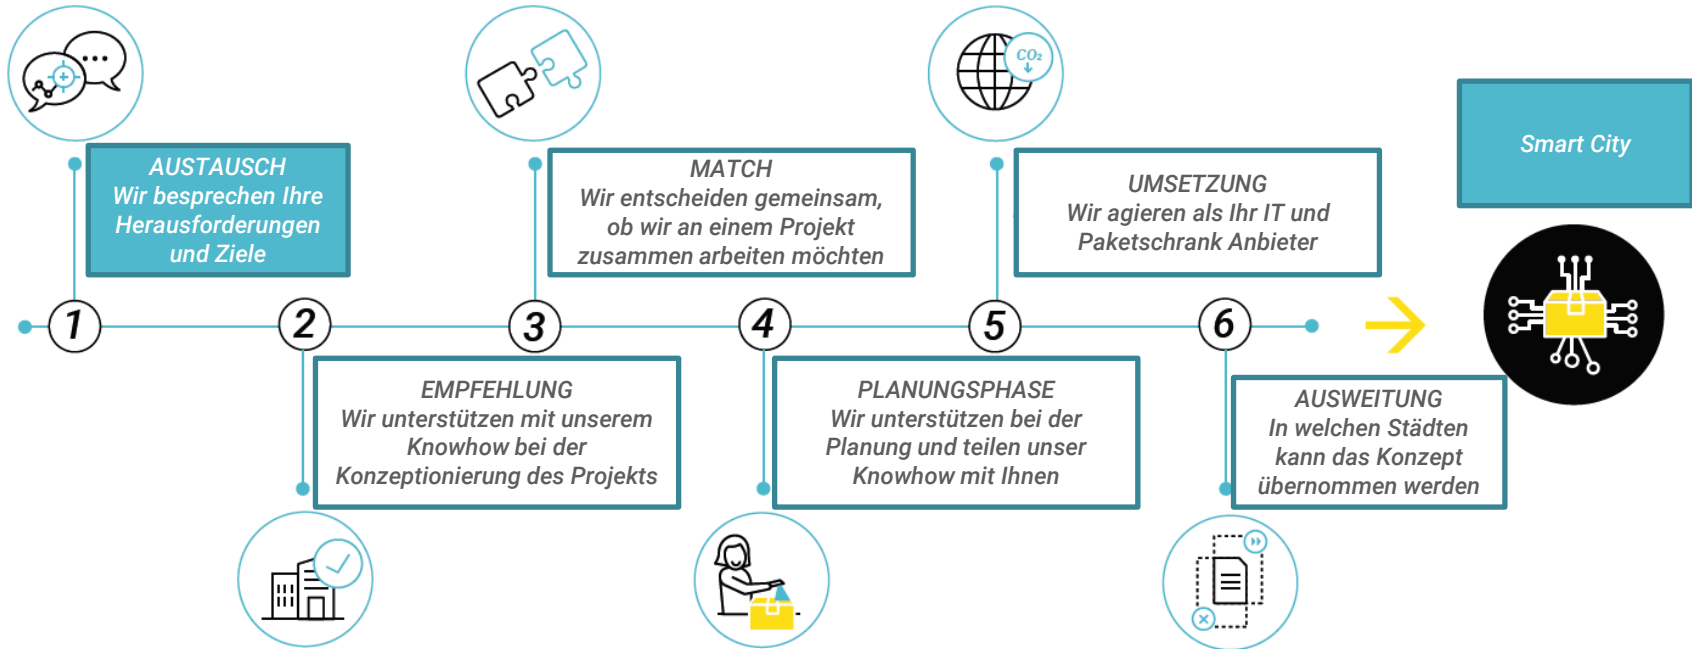 CO₂
AUSTAUSCH
Wir besprechen Ihre
Herausforderungen
und Ziele
MATCH
Wir entscheiden gemeinsam,
ob wir an einem Projekt
zusammen arbeiten möchten
UMSETZUNG
Wir agieren als Ihr IT und
Paketschrank Anbieter
Smart City
1
2
3
4
5
6
EMPFEHLUNG
Wir unterstützen mit unserem
Knowhow bei der
Konzeptionierung des Projekts
PLANUNGSPHASE
Wir unterstützen bei der
Planung und teilen unser
Knowhow mit Ihnen
AUSWEITUNG
In welchen Städten
kann das Konzept
übernommen werden